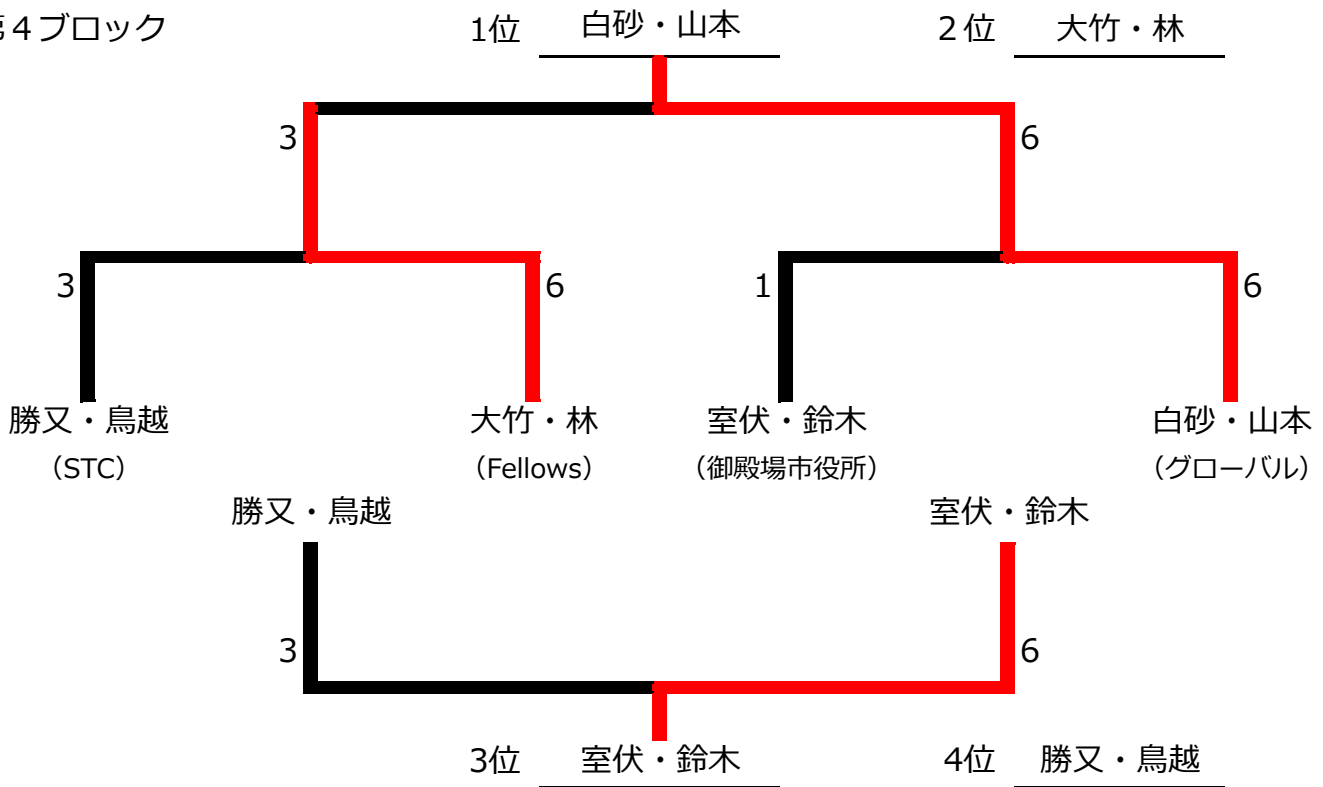 第４ブロック 1位 白砂・山本 ２位 大竹・林
3 6
3 6 1 6
勝又・鳥越 大竹・林 室伏・鈴木 白砂・山本
（STC） （Fellows） （御殿場市役所） （グローバル）
勝又・鳥越 室伏・鈴木
3 6
3位 室伏・鈴木 4位 勝又・鳥越